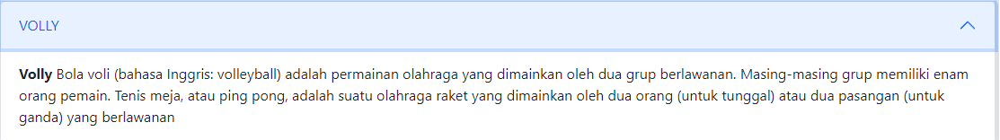 VOLLY
Volly Bola voli (bahasa Inggris: volleyball) adalah permainan olahraga yang dimainkan oleh dua grup berlawanan. Masing-masing grup memiliki enam
orang pemain. Tenis meja, atau ping pong, adalah suatu olahraga raket yang dimainkan oleh dua orang (untuk tunggal) atau dua pasangan (untuk
ganda) yang berlawanan